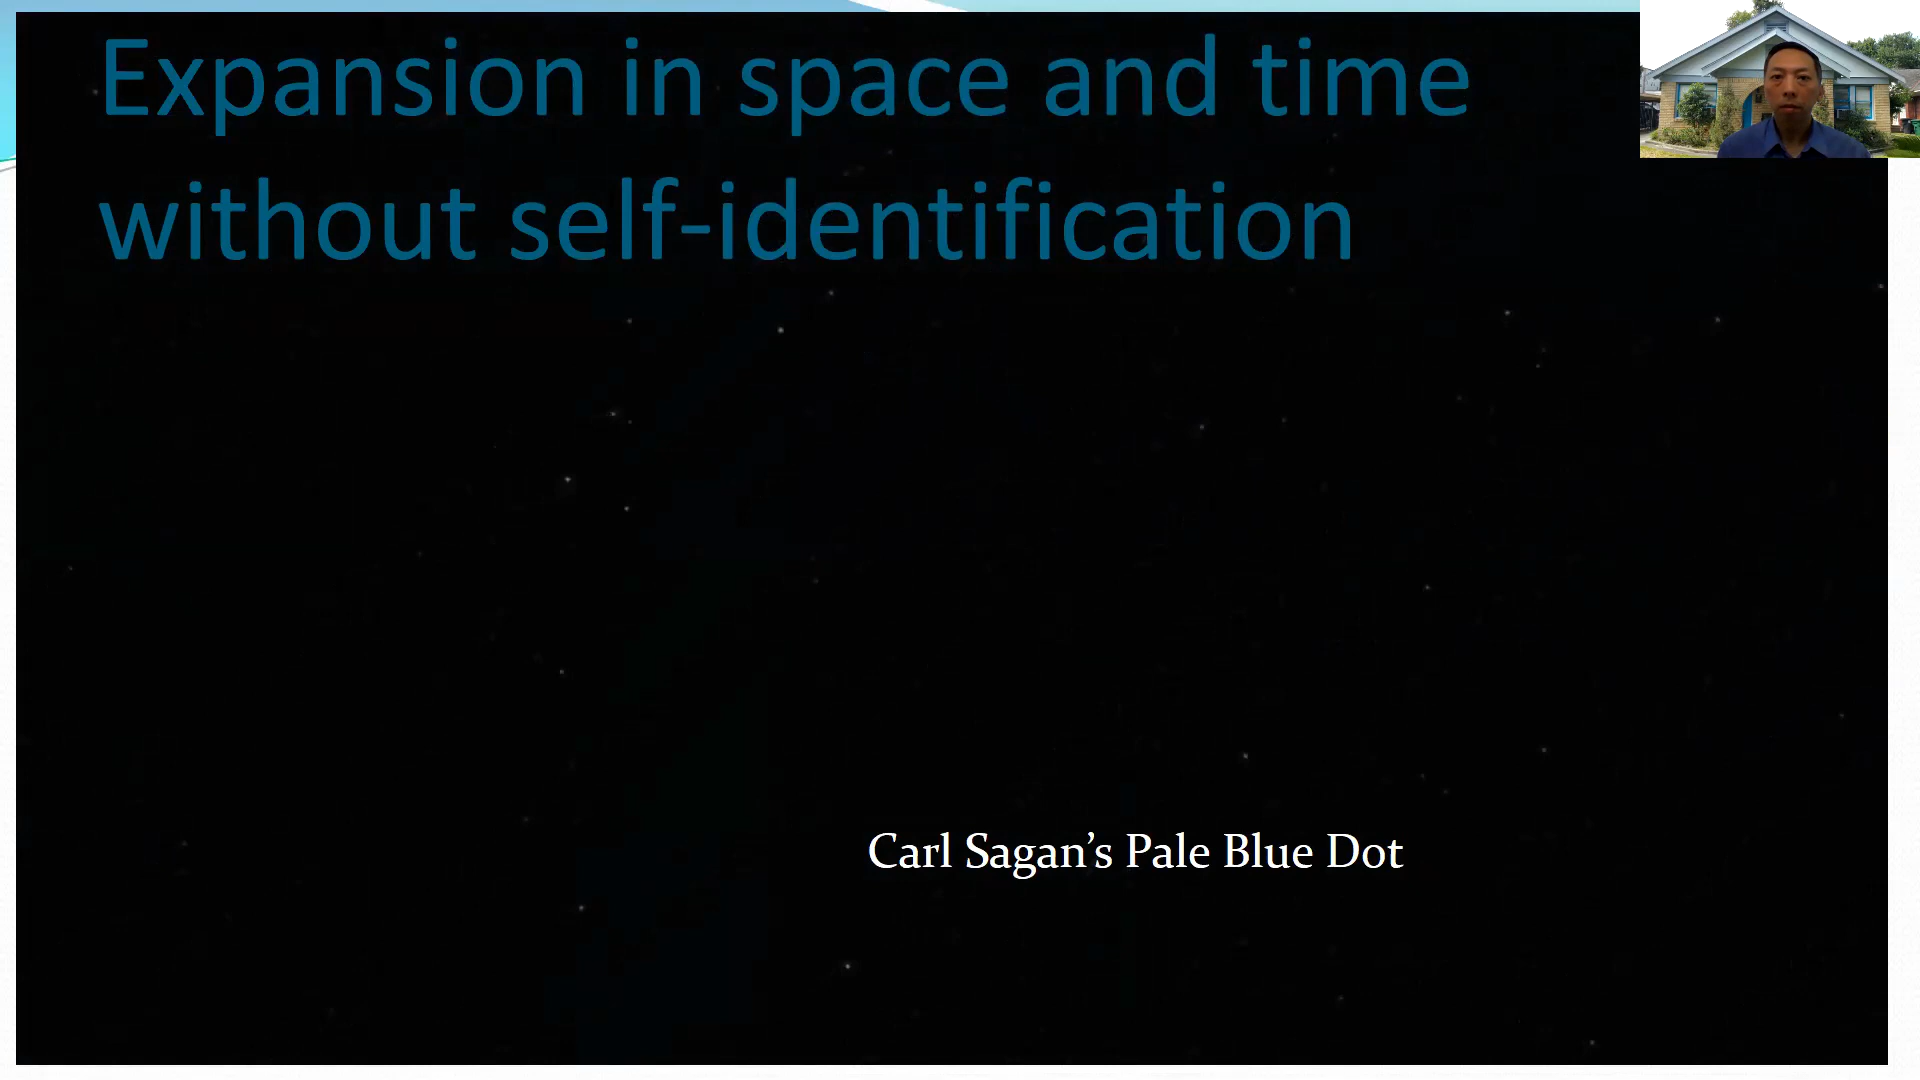 Expansion in space and time
without self-identification
Carl Sagan’s Pale Blue Dot